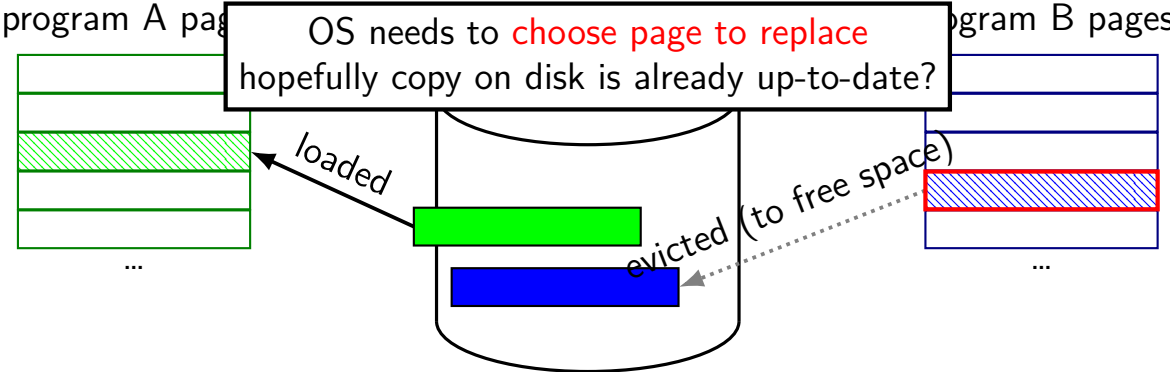 program A pag
OS needs to choose page to replace
hopefully copy on disk is already up-to-date?
ogram B pages
loaded
evicted (to free space)
...
...